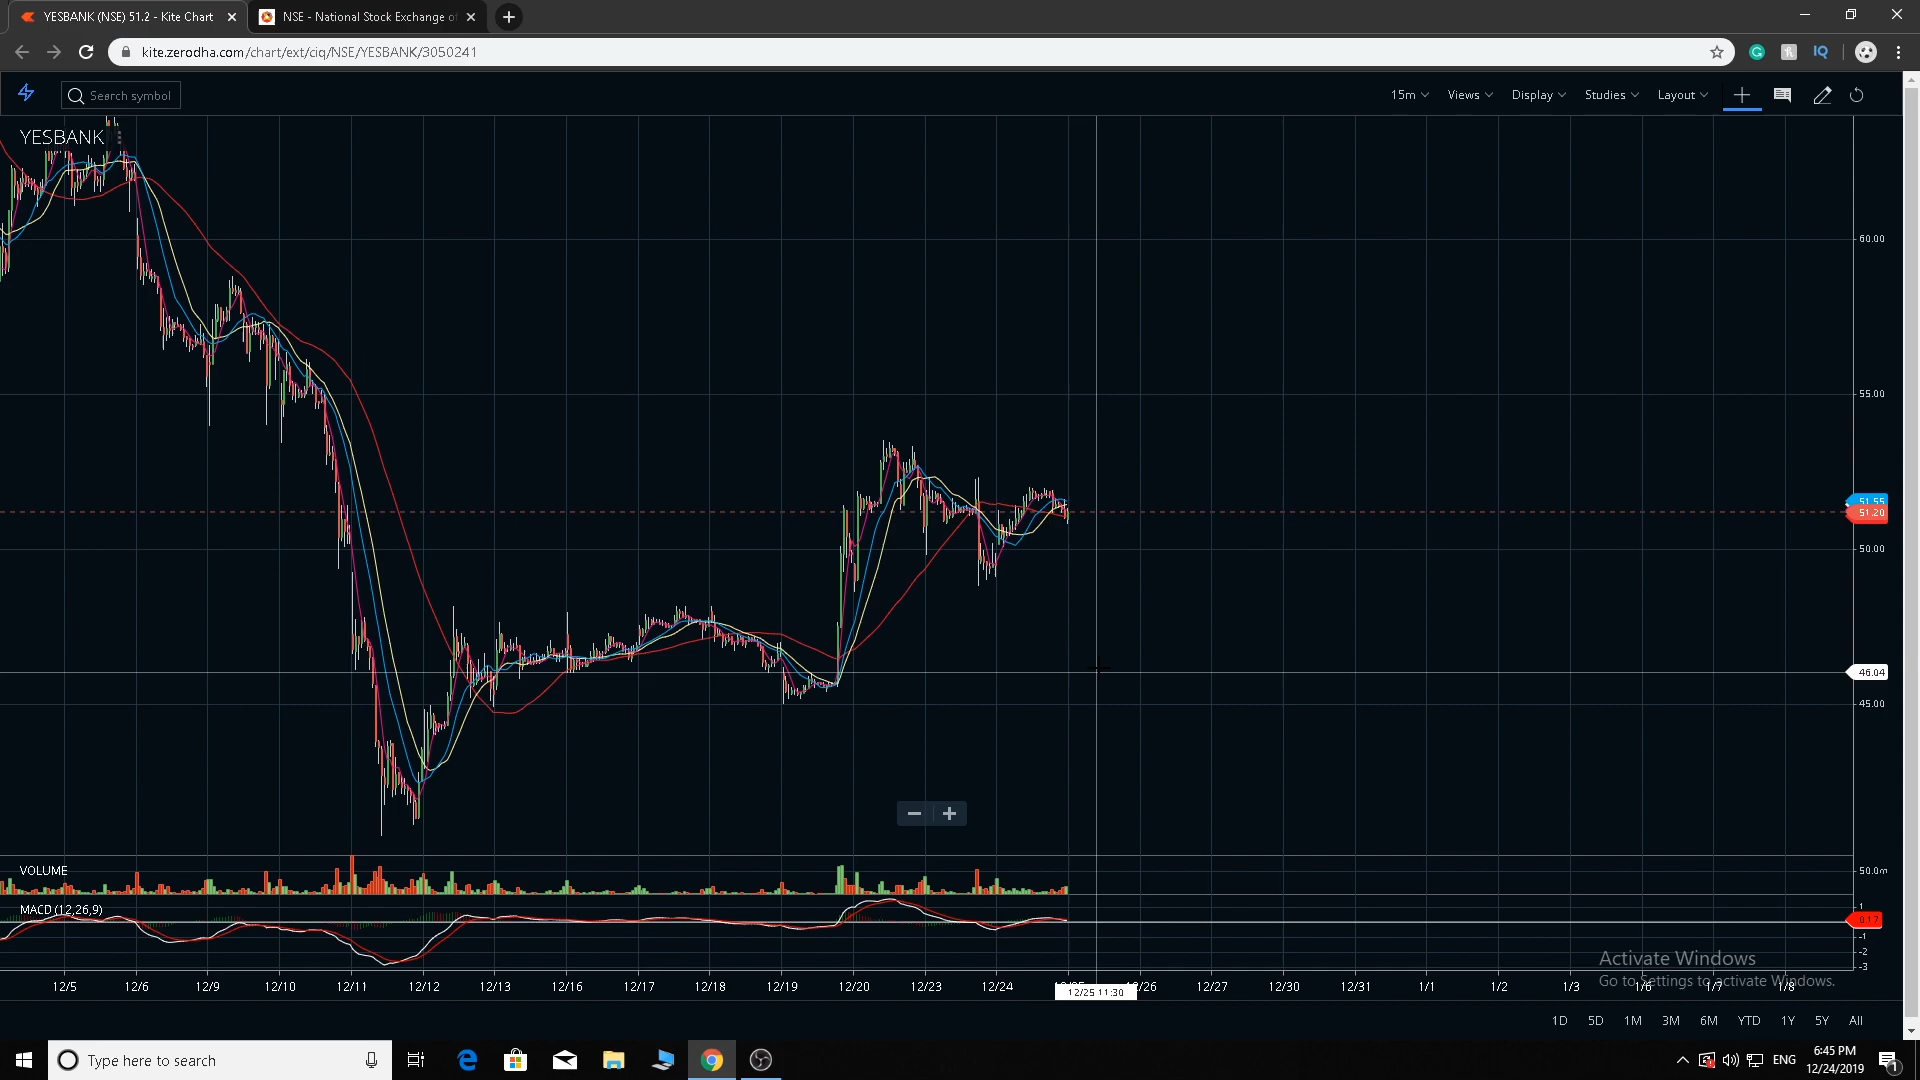 YESBANK (NSE) 51.2 - Kite Chart
NSE - National Stock Exchange of
kite.zerodha.com/chart/ext/ciq/NSE/YESBANK/3050241
IQ
Search symbol
15m Views Display Studies Layout
YESBANK
60.00
55.00
51.55
51.20
50.00
46.04
45.00
VOLUME
50.0m
MACD (12,26,9)
1
-1
-2
-3
12/5 12/6 12/9 12/10 12/11 12/12 12/13 12/16 12/17 12/18 12/19 12/20 12/23 12/24 12/26 12/27 12/30 12/31 1/1 1/2 1/3 1/6 1/7 1/8
12/25 11:30
Activate Windows
Go to Settings to activate Windows.
1D 5D 1M 3M 6M YTD 1Y 5Y All
Type here to search
ENG
6:45 PM
12/24/2019
1